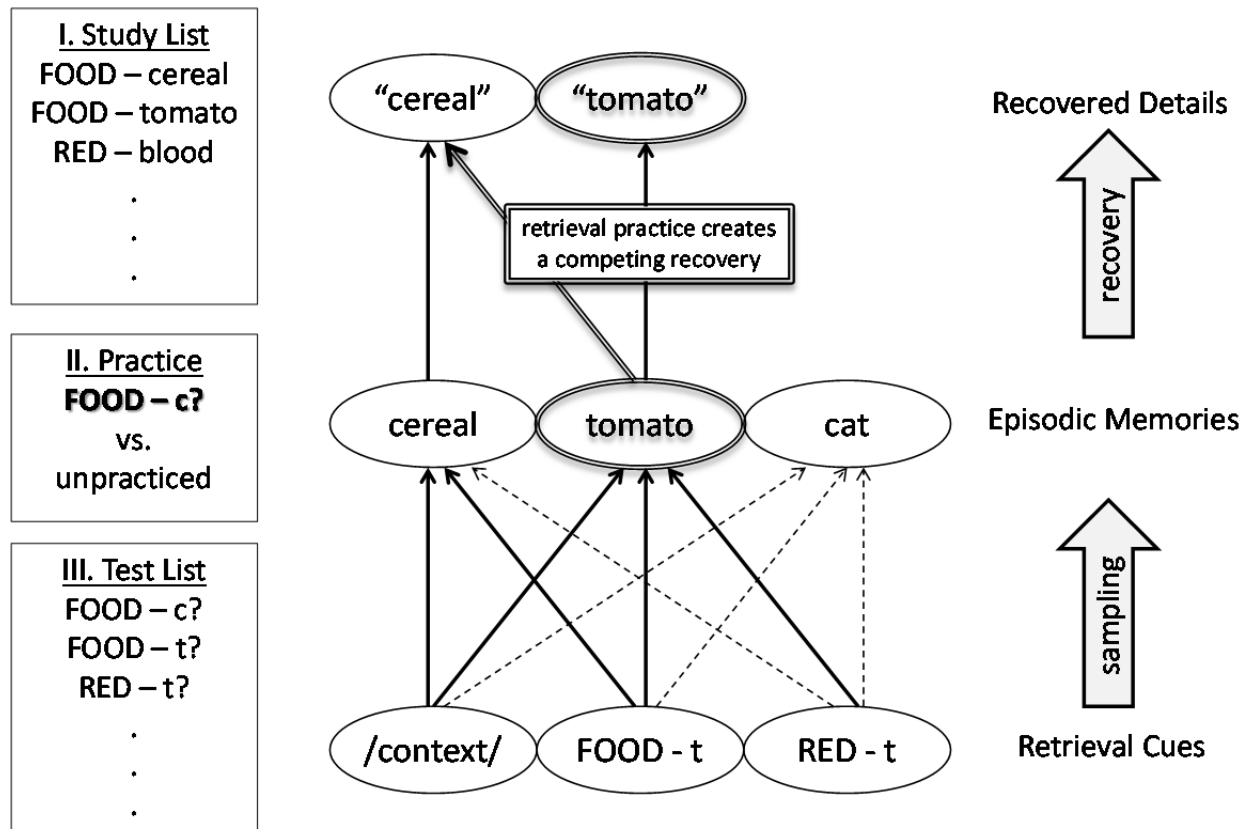 I. Study List
FOOD – cereal
FOOD – tomato
RED – blood
.
.
.
II. Practice
FOOD – c?
vs.
unpracticed
III. Test List
FOOD – c?
FOOD – t?
RED – t?
.
.
.
“cereal”
“tomato”
retrieval practice creates
a competing recovery
cereal
tomato
cat
/context/
FOOD - t
RED - t
Recovered Details
recovery
Episodic Memories
sampling
Retrieval Cues